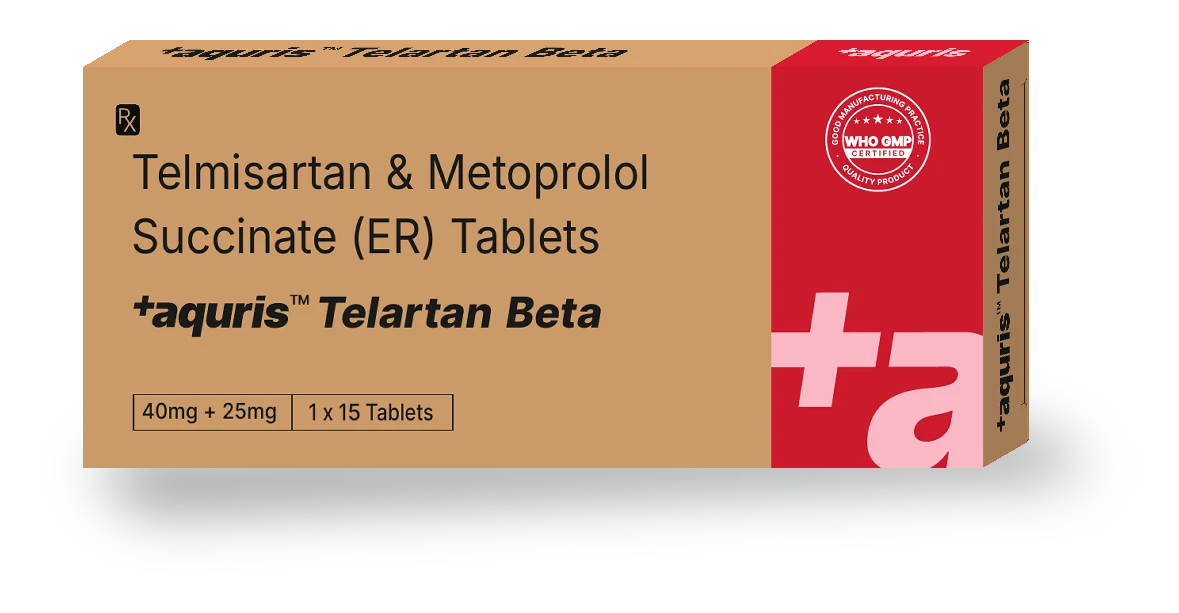 +aquris™ Telartan Beta
+aquris
Rx
Telmisartan & Metoprolol
Succinate (ER) Tablets
+aquris™ Telartan Beta
40mg + 25mg
1 x 15 Tablets
GOOD MANUFACTURING PRACTICE
WHO GMP
CERTIFIED
QUALITY PRODUCT
+a
+aquris™ Telartan Beta